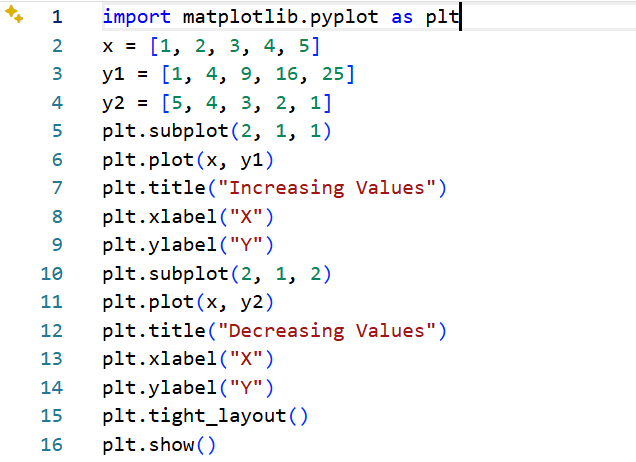 1 import matplotlib.pyplot as plt
2 x = [1, 2, 3, 4, 5]
3 y1 = [1, 4, 9, 16, 25]
4 y2 = [5, 4, 3, 2, 1]
5 plt.subplot(2, 1, 1)
6 plt.plot(x, y1)
7 plt.title("Increasing Values")
8 plt.xlabel("X")
9 plt.ylabel("Y")
10 plt.subplot(2, 1, 2)
11 plt.plot(x, y2)
12 plt.title("Decreasing Values")
13 plt.xlabel("X")
14 plt.ylabel("Y")
15 plt.tight_layout()
16 plt.show()